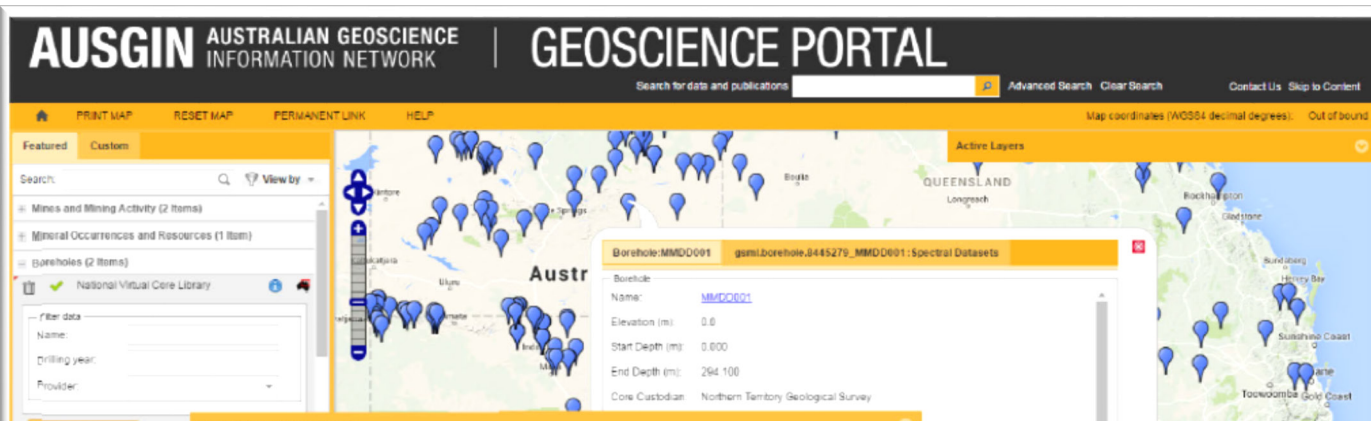 AUSGIN AUSTRALIAN GEOSCIENCE INFORMATION NETWORK | GEOSCIENCE PORTAL
Search for data and publications Advanced Search Clear Search Contact Us Skip to Content
PRINT MAP RESET MAP PERMANENT LINK HELP Map coordinates (WGS84 decimal degrees): Out of bound
Featured Custom
Active Layers
Search: View by
Mines and Mining Activity (2 Items)
Mineral Occurrences and Resources (1 Item)
Boreholes (2 Items)
National Virtual Core Library
Filter data
Name:
Drilling year:
Provider:
Boulia
QUEENSLAND
Longreach
Rockhampton
Gladstone
Bundaberg
Hervey Bay
Sunshine Coast
Toowoomba Gold Coast
Springs
Uluru
Austr
Borehole:MMDD001 gsml.borehole.8445279_MMDD001 : Spectral Datasets
Borehole
Name: MMDD001
Elevation (m): 0.0
Start Depth (m): 0.000
End Depth (m): 294.100
Core Custodian Northern Territory Geological Survey